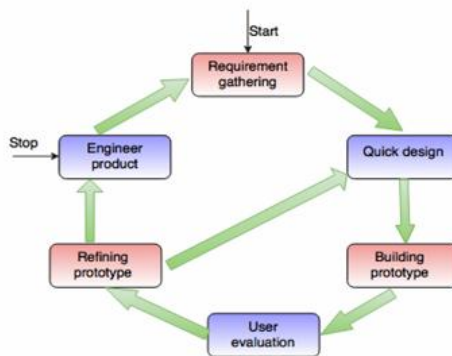 Start
Requirement
gathering
Stop
Engineer
product
Quick design
Refining
prototype
Building
prototype
User
evaluation